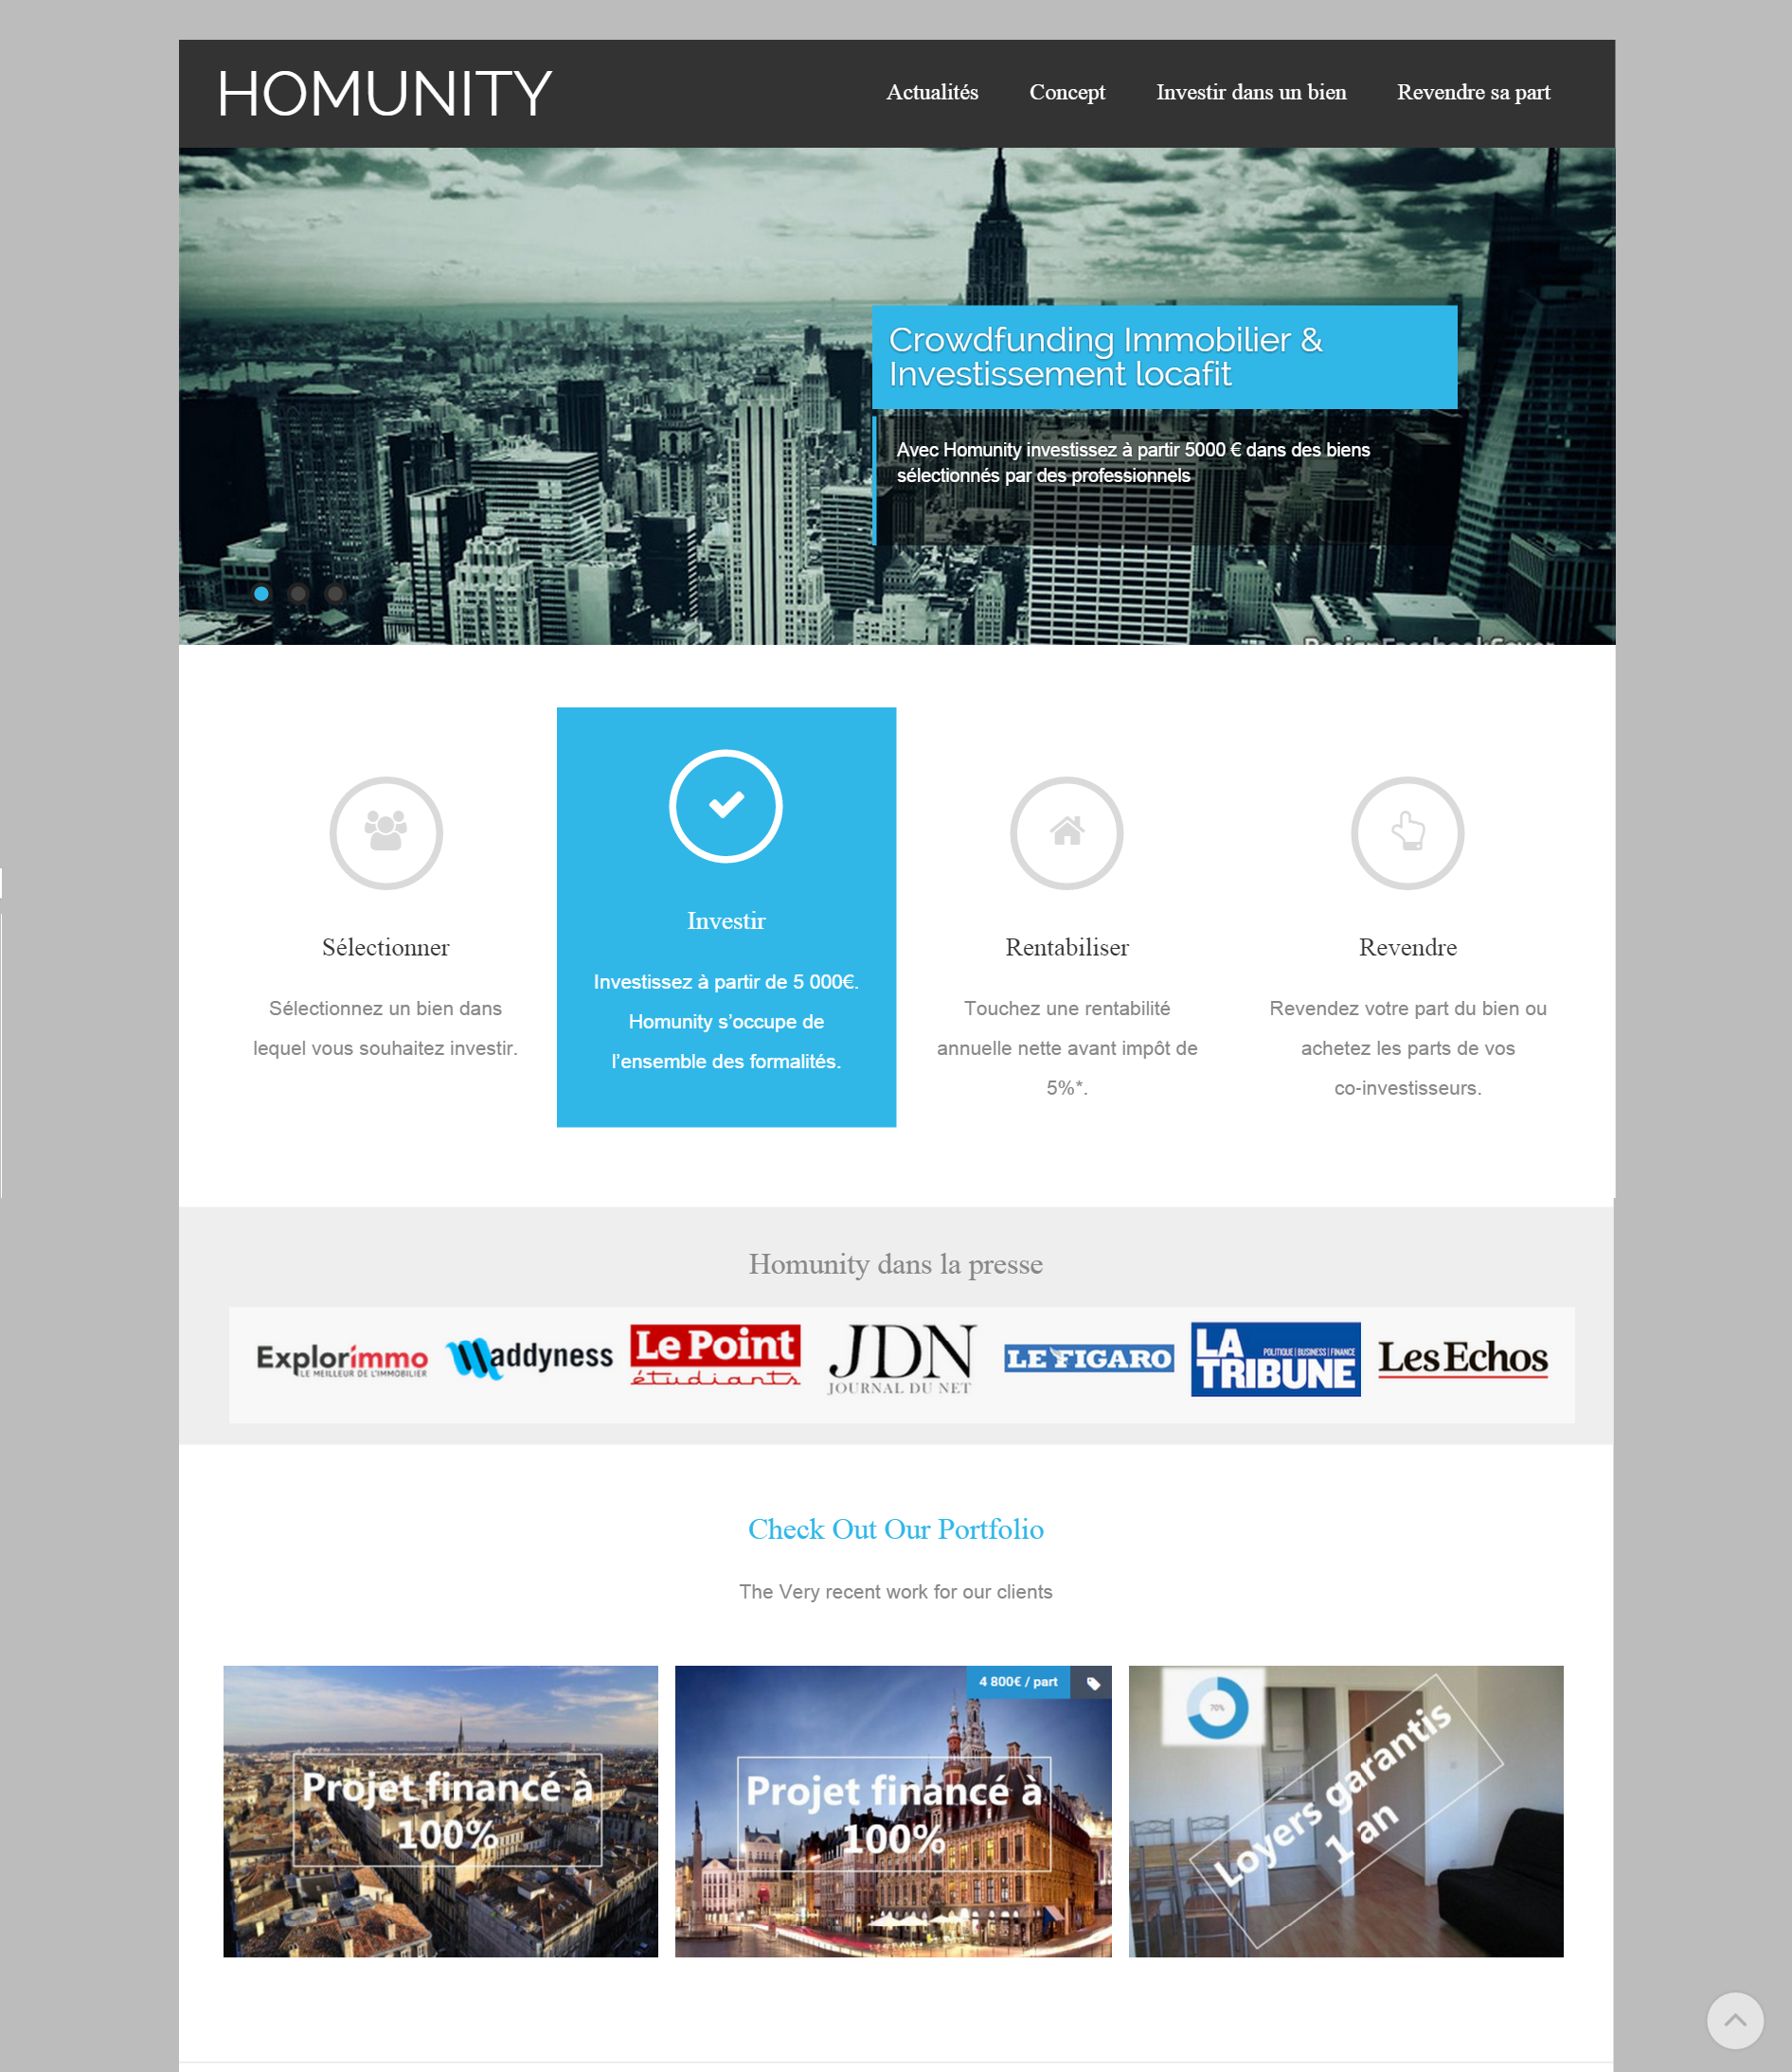 HOMUNITY
Actualités
Concept
Investir dans un bien
Revendre sa part
Crowdfunding Immobilier &
Investissement locafit
Avec Homunity investissez à partir 5000 € dans des biens
sélectionnés par des professionnels
Sélectionner
Sélectionnez un bien dans
lequel vous souhaitez investir.
Investir
Investissez à partir de 5 000€.
Homunity s’occupe de
l’ensemble des formalités.
Rentabiliser
Touchez une rentabilité
annuelle nette avant impôt de
5%*.
Revendre
Revendez votre part du bien ou
achetez les parts de vos
co-investisseurs.
Homunity dans la presse
Explorimmo
LE MEILLEUR DE L'IMMOBILIER
Maddyness
Le Point
étudiants
JDN
JOURNAL DU NET
LE FIGARO
LA
TRIBUNE
POLITIQUE | BUSINESS | FINANCE
Les Echos
Check Out Our Portfolio
The Very recent work for our clients
Projet financé à
100%
4 800€ / part
Projet financé à
100%
70%
Loyers garantis
1 an